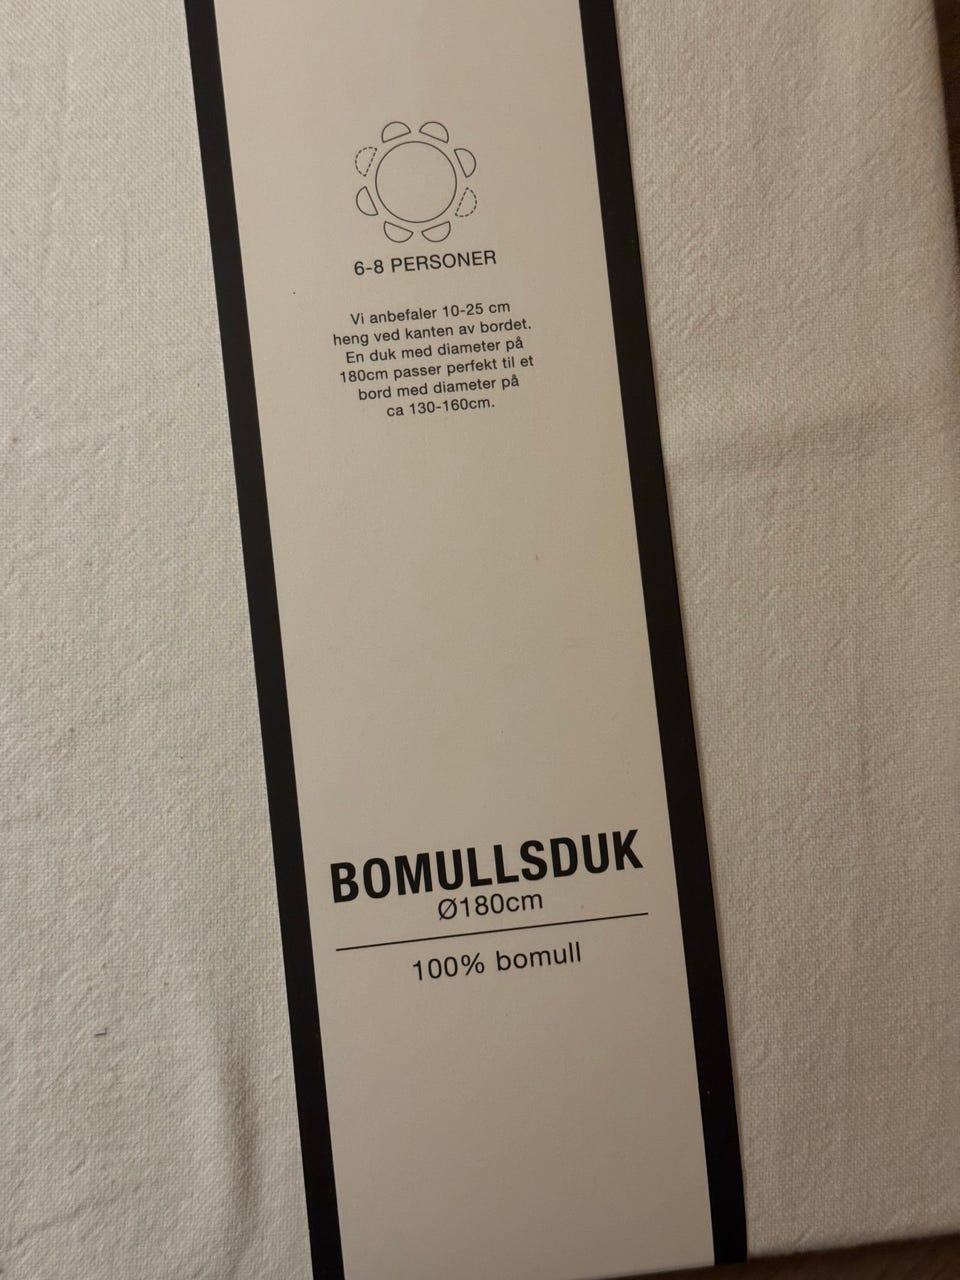 6-8 PERSONER
Vi anbefaler 10-25 cm
heng ved kanten av bordet.
En duk med diameter på
180cm passer perfekt til et
bord med diameter på
ca 130-160cm.
BOMULLSDUK
Ø180cm
100% bomull